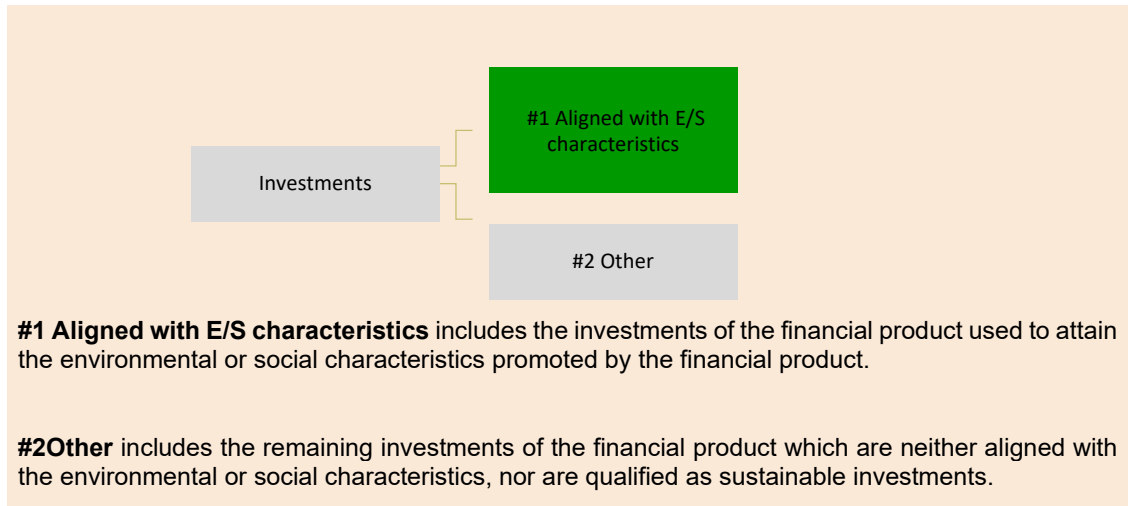 #1 Aligned with E/S
characteristics
Investments
#2 Other
#1 Aligned with E/S characteristics includes the investments of the financial product used to attain
the environmental or social characteristics promoted by the financial product.
#2Other includes the remaining investments of the financial product which are neither aligned with
the environmental or social characteristics, nor are qualified as sustainable investments.